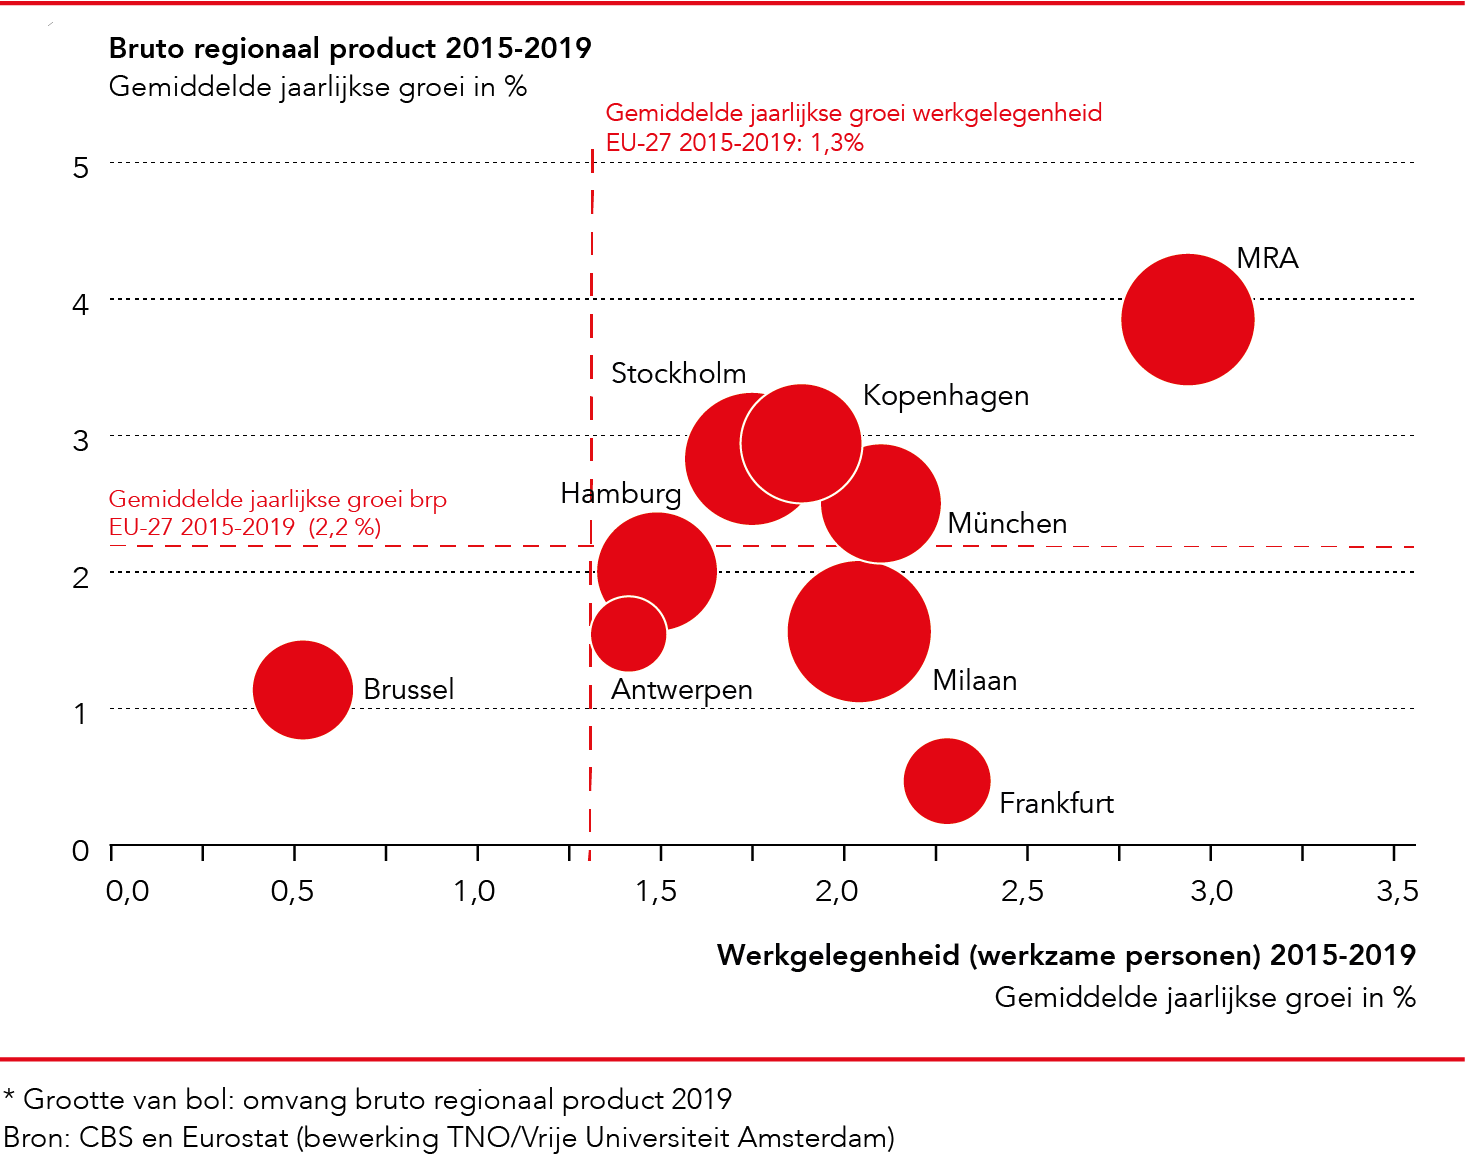 Bruto regionaal product 2015-2019
Gemiddelde jaarlijkse groei in %
Gemiddelde jaarlijkse groei werkgelegenheid
EU-27 2015-2019: 1,3%
5
MRA
4
Stockholm
Kopenhagen
3
Hamburg
Gemiddelde jaarlijkse groei brp
EU-27 2015-2019 (2,2 %)
München
2
Milaan
Brussel
Antwerpen
1
Frankfurt
0
0,0 0,5 1,0 1,5 2,0 2,5 3,0 3,5
Werkgelegenheid (werkzame personen) 2015-2019
Gemiddelde jaarlijkse groei in %
* Grootte van bol: omvang bruto regionaal product 2019
Bron: CBS en Eurostat (bewerking TNO/Vrije Universiteit Amsterdam)